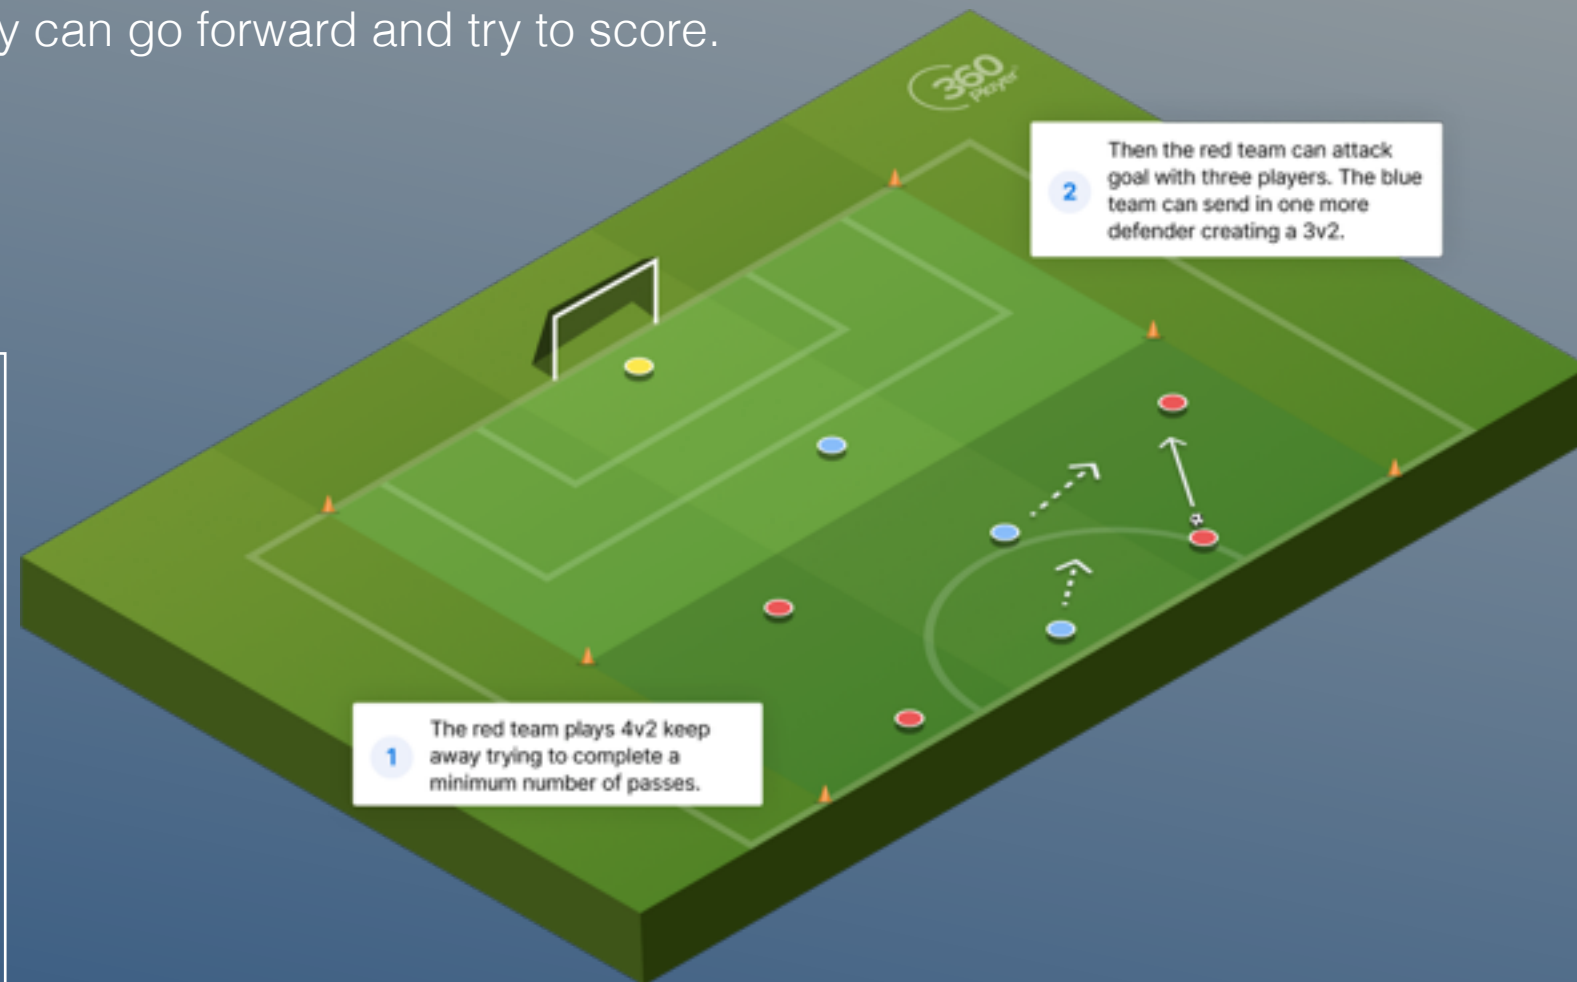 y can go forward and try to score.
360
Player
2
Then the red team can attack
goal with three players. The blue
team can send in one more
defender creating a 3v2.
1
The red team plays 4v2 keep
away trying to complete a
minimum number of passes.